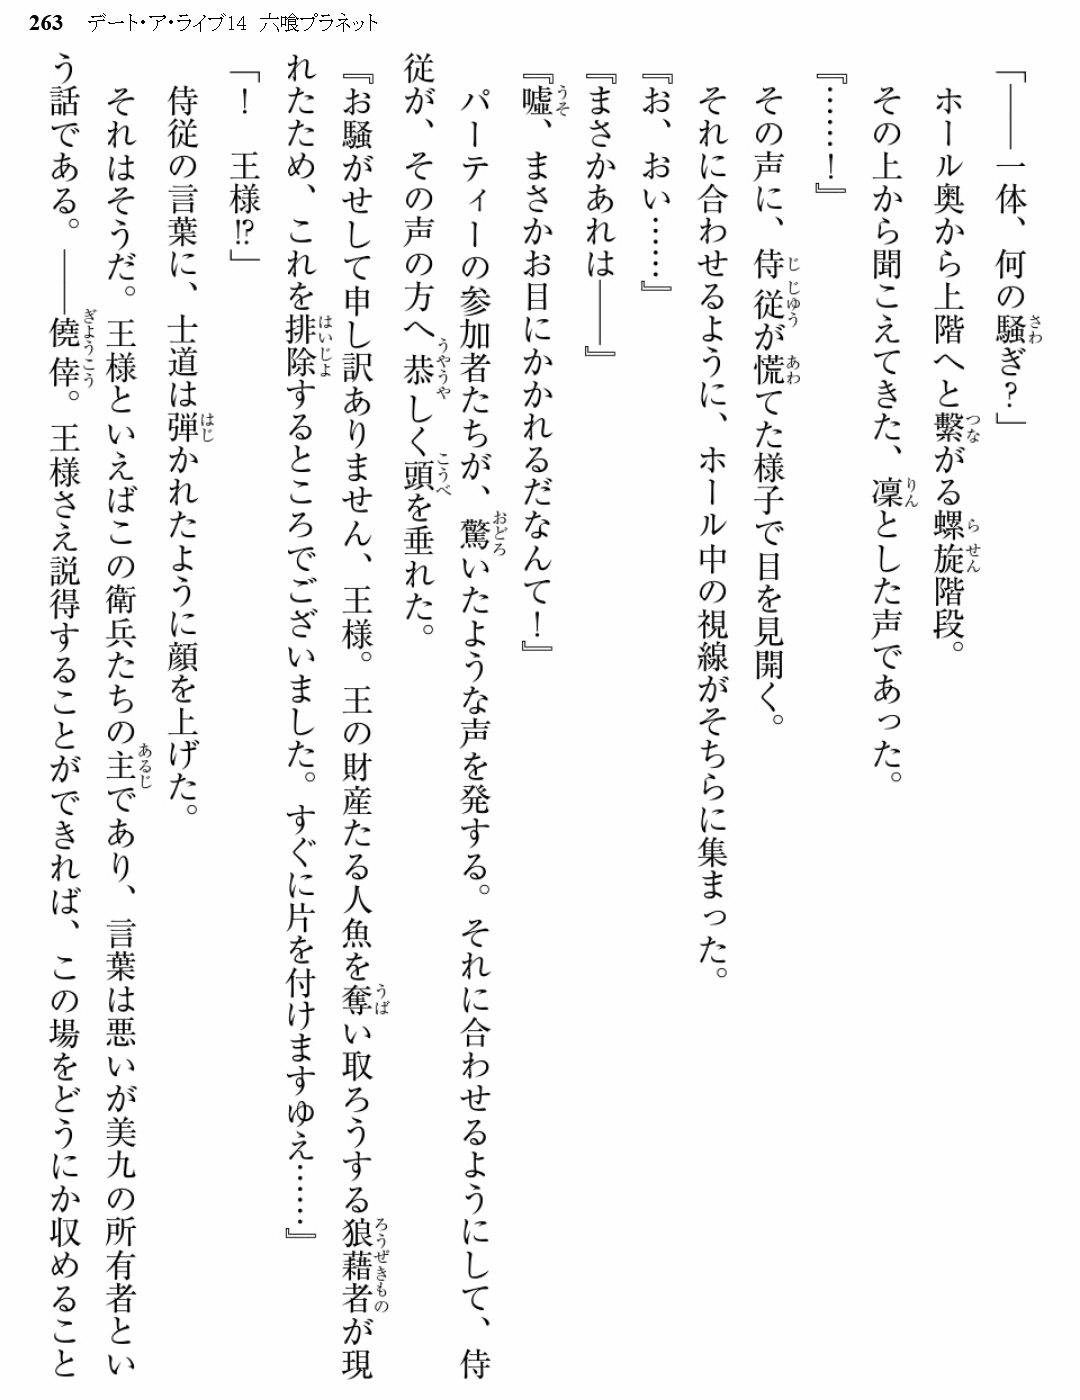 263 デート・ア・ライブ14 六喰プラネット
「――一体、何の騒ぎ？」
ホール奥から上階へと繫がる螺旋階段。
その上から聞こえてきた、凜とした声であった。
『……！』
その声に、侍従が慌てた様子で目を見開く。
それに合わせるように、ホール中の視線がそちらに集まった。
『お、おい……』
『まさかあれは――』
『噓、まさかお目にかかれるだなんて！』
パーティーの参加者たちが、驚いたような声を発する。それに合わせるようにして、侍
従が、その声の方へ恭しく頭を垂れた。
『お騒がせして申し訳ありません、王様。王の財産たる人魚を奪い取ろうする狼藉者が現
れたため、これを排除するところでございました。すぐに片を付けますゆえ……』
「！　王様!?」
侍従の言葉に、士道は弾かれたように顔を上げた。
それはそうだ。王様といえばこの衛兵たちの主であり、言葉は悪いが美九の所有者とい
う話である。――僥倖。王様さえ説得することができれば、この場をどうにか収めること